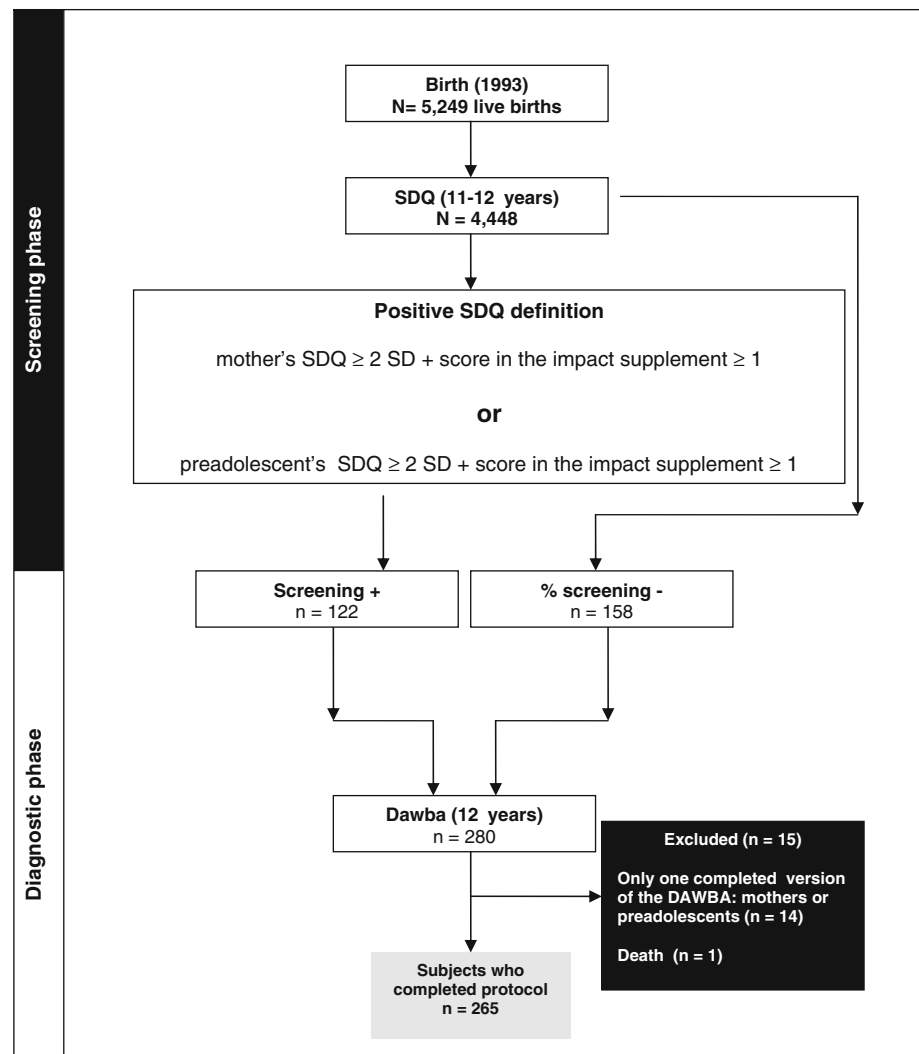 Screening phase
Birth (1993)
N= 5,249 live births
SDQ (11-12 years)
N = 4,448
Positive SDQ definition
mother's SDQ ≥ 2 SD + score in the impact supplement ≥ 1
or
preadolescent's SDQ ≥ 2 SD + score in the impact supplement ≥ 1
Screening +
n = 122
% screening -
n = 158
Diagnostic phase
Dawba (12 years)
n = 280
Excluded (n = 15)
Only one completed version
of the DAWBA: mothers or
preadolescents (n = 14)
Death (n = 1)
Subjects who
completed protocol
n = 265